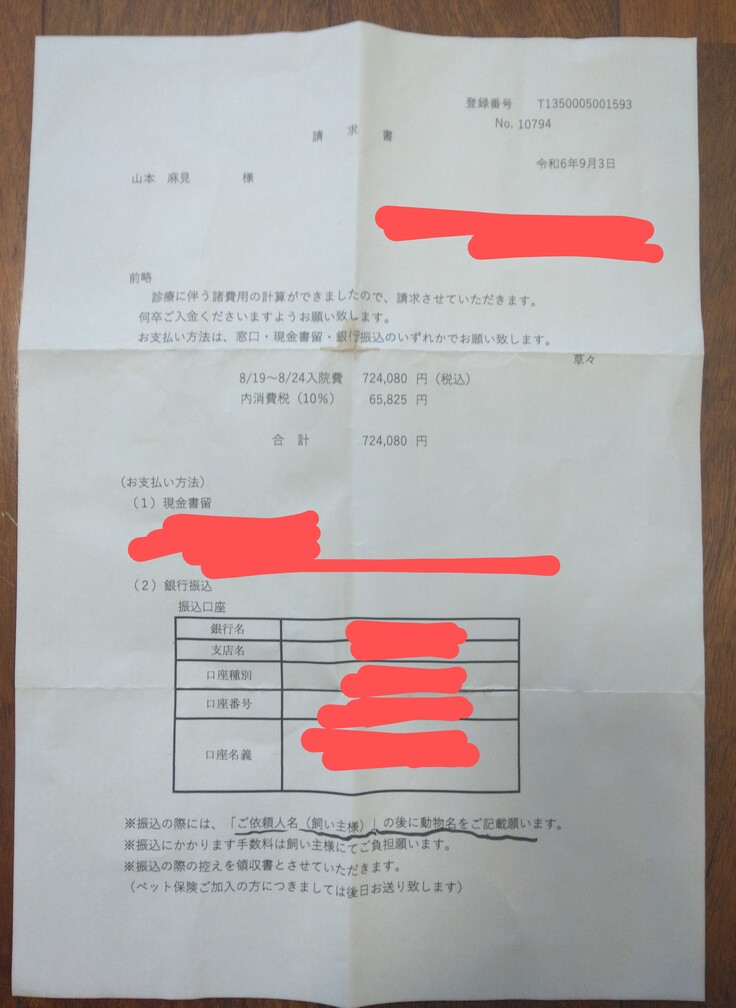 登録番号 T1350005001593
No. 10794
請求書
令和6年9月3日
山本 麻見 様
前略
診療に伴う諸費用の計算ができましたので、請求させていただきます。
何卒ご入金くださいますようお願い致します。
お支払い方法は、窓口・現金書留・銀行振込のいずれかでお願い致します。
草々
8/19～8/24入院費 724,080 円（税込）
内消費税（10%） 65,825 円
合計 724,080 円
（お支払い方法）
（1）現金書留
（2）銀行振込
振込口座
銀行名
支店名
口座種別
口座番号
口座名義
※振込の際には、「ご依頼人名（飼い主様）」の後に動物名をご記載願います。
※振込にかかります手数料は飼い主様にてご負担願います。
※振込の際の控えを領収書とさせていただきます。
（ペット保険ご加入の方につきましては後日お送り致します）